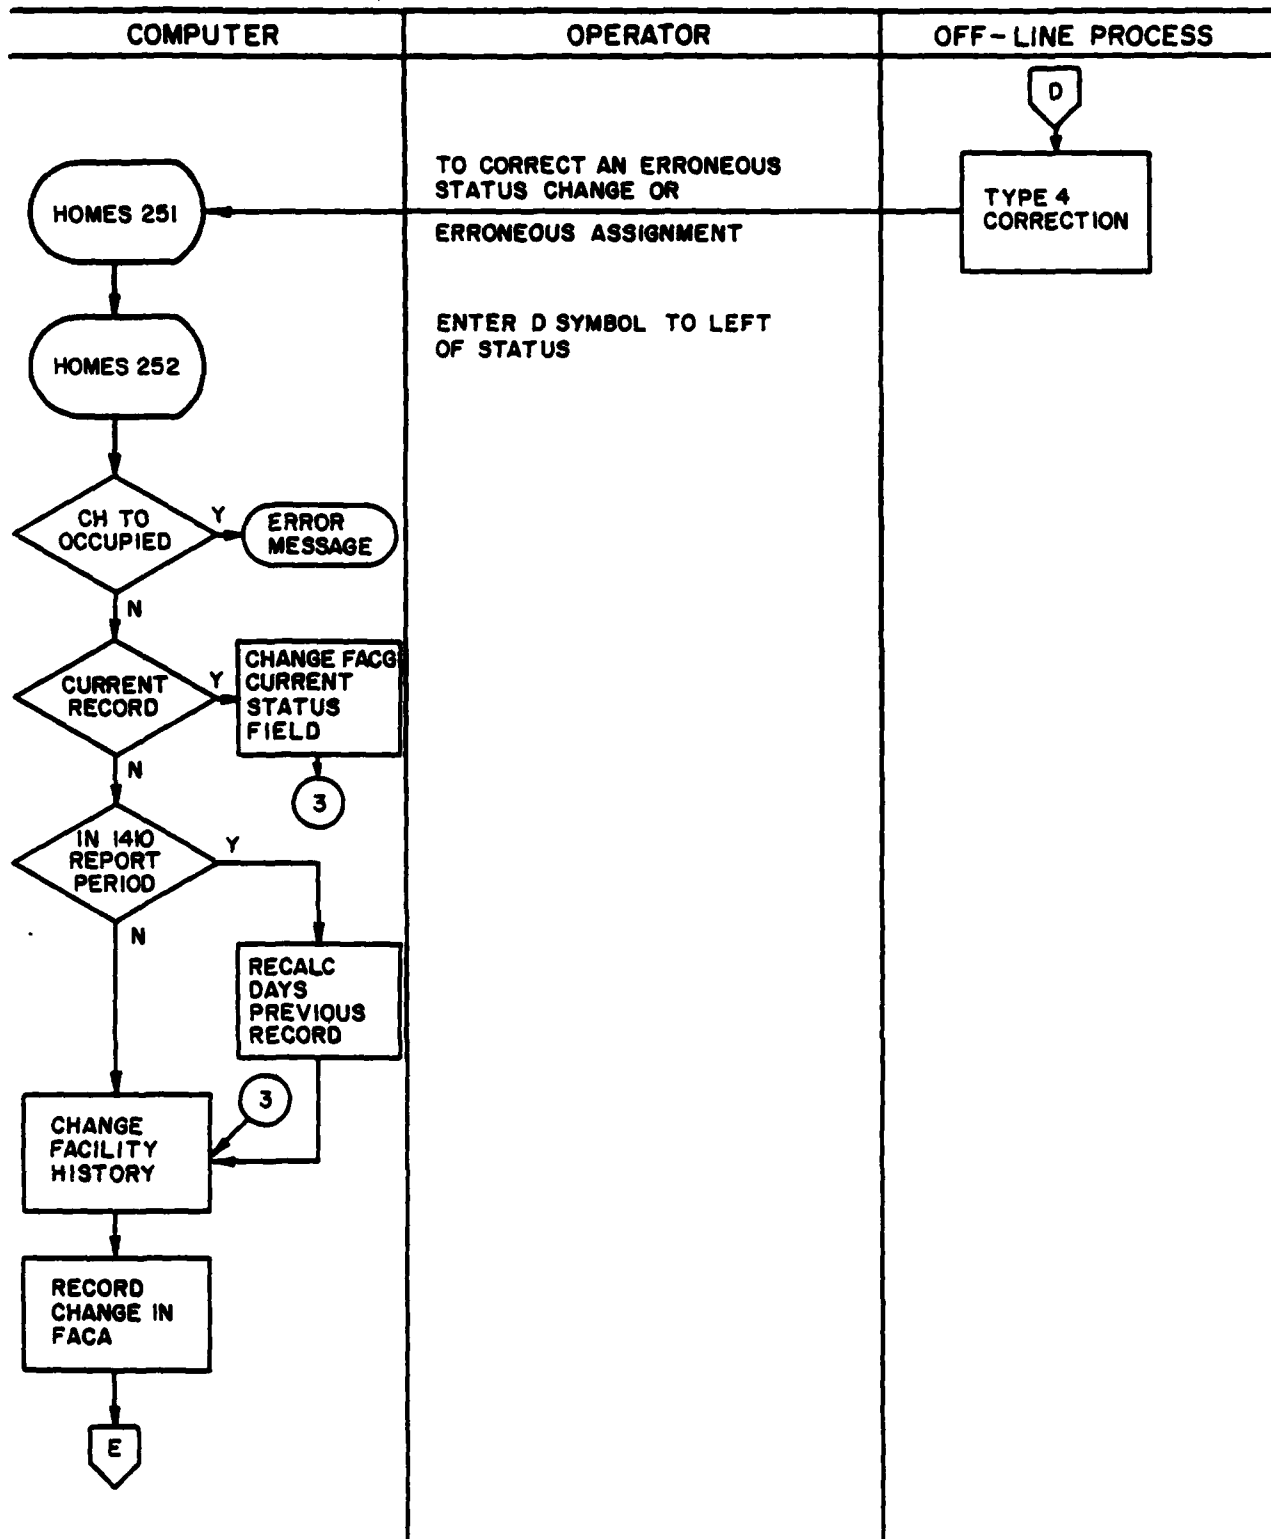 COMPUTER
OPERATOR
OFF-LINE PROCESS
D
TYPE 4
CORRECTION
TO CORRECT AN ERRONEOUS
STATUS CHANGE OR
ERRONEOUS ASSIGNMENT
HOMES 251
ENTER D SYMBOL TO LEFT
OF STATUS
HOMES 252
CH TO
OCCUPIED
Y
ERROR
MESSAGE
N
CURRENT
RECORD
Y
CHANGE FACG
CURRENT
STATUS
FIELD
N
3
IN 1410
REPORT
PERIOD
Y
N
RECALC
DAYS
PREVIOUS
RECORD
3
CHANGE
FACILITY
HISTORY
RECORD
CHANGE IN
FACA
E